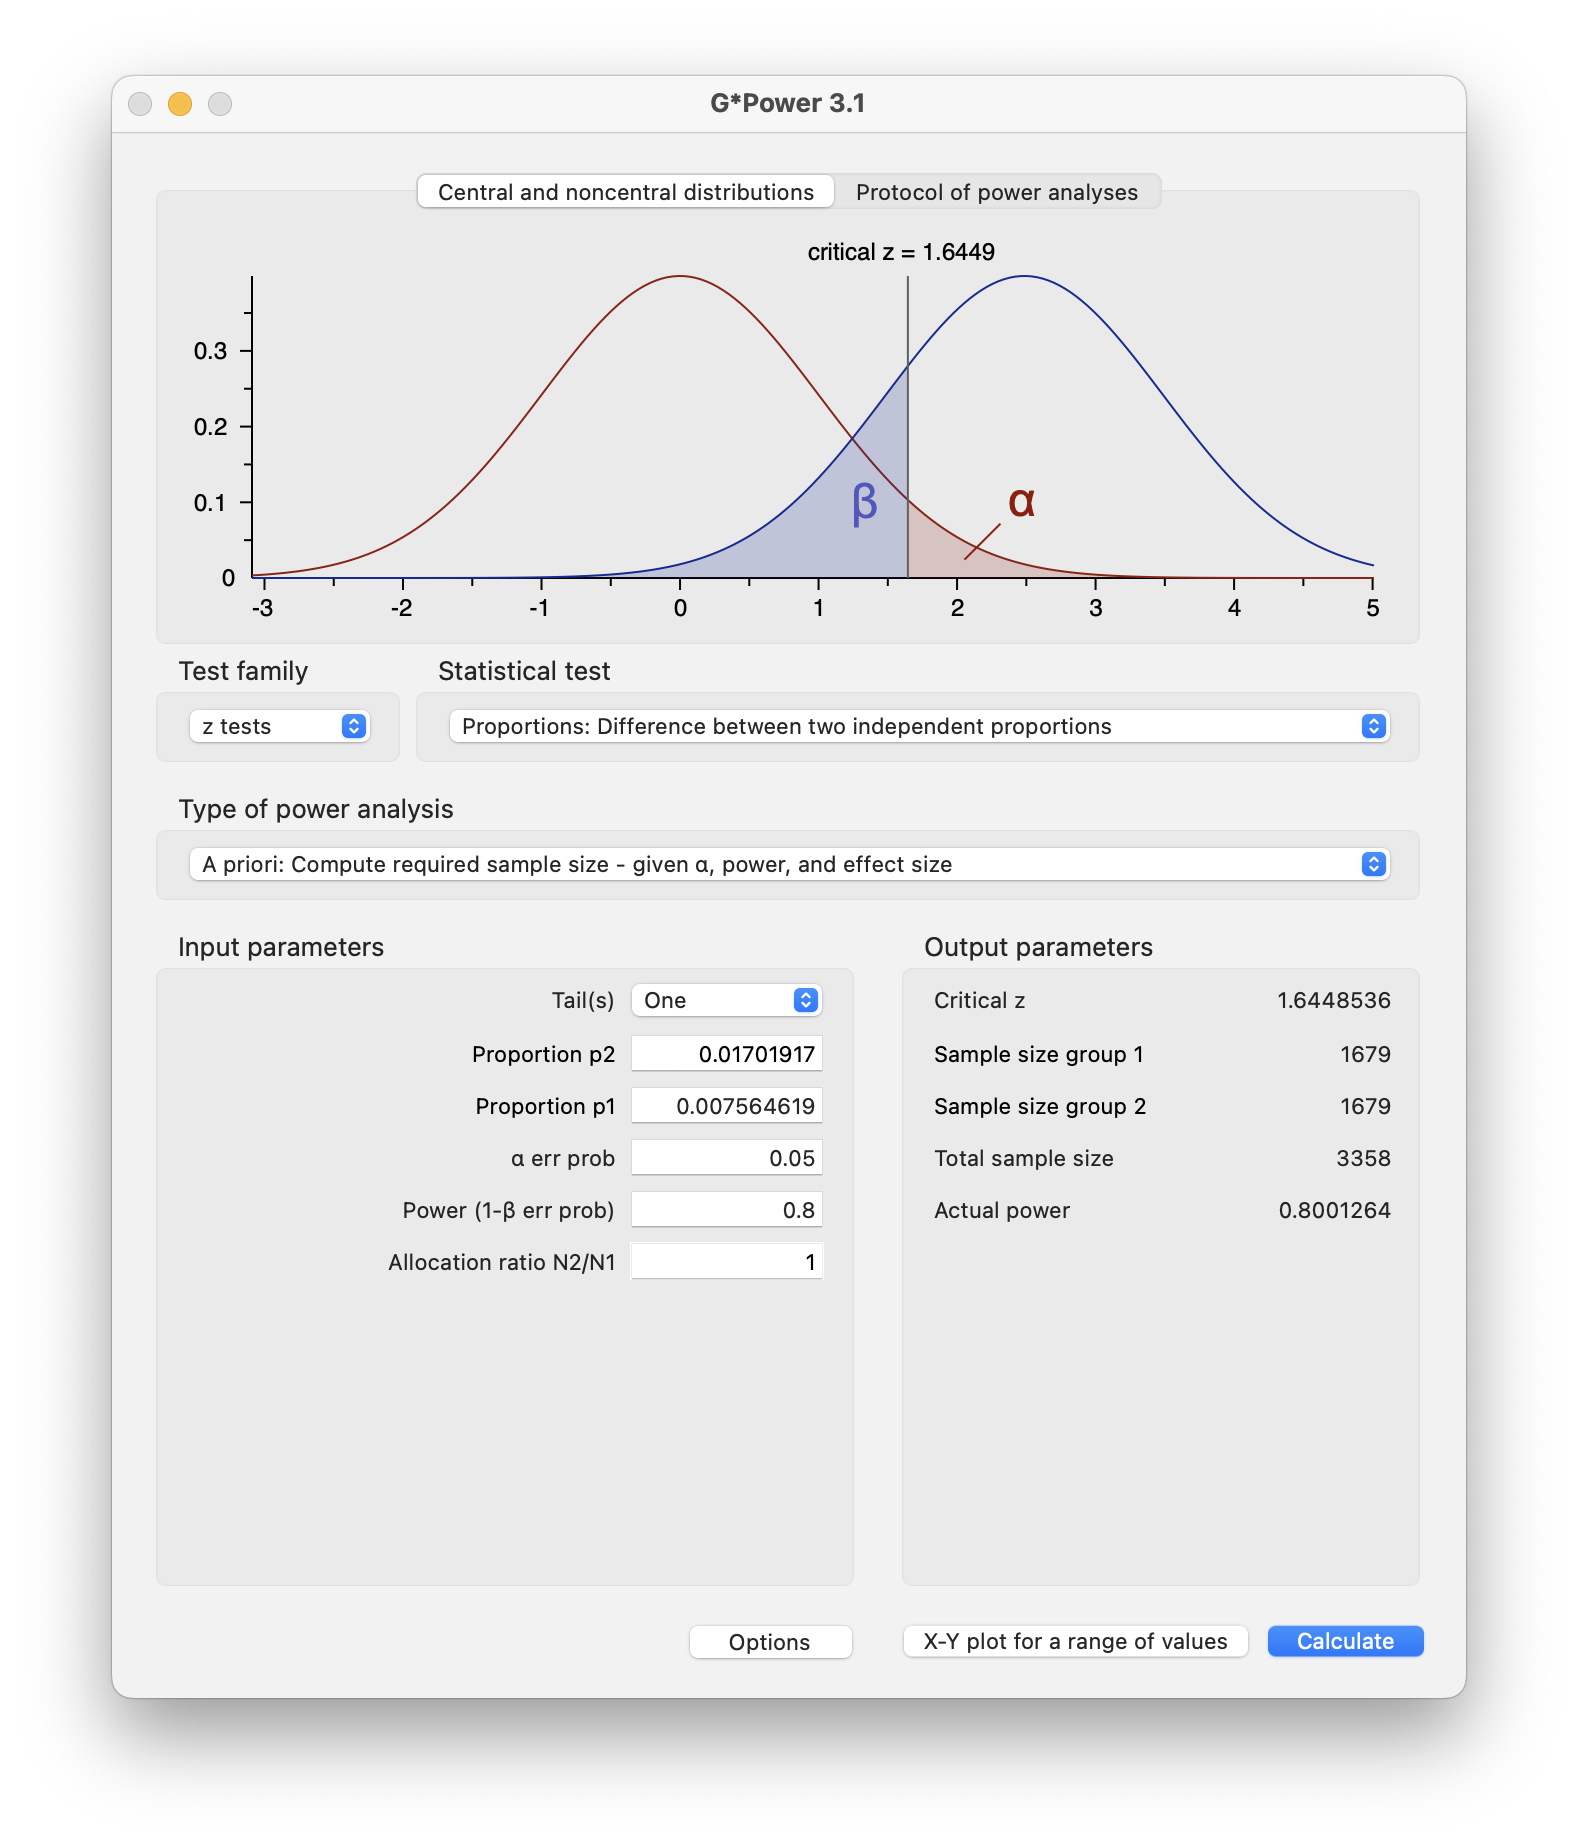 G*Power 3.1
Central and noncentral distributions
Protocol of power analyses
critical z = 1.6449
0.3
0.2
0.1
0
β
α
-3
-2
-1
0
1
2
3
4
5
Test family
Statistical test
z tests
Proportions: Difference between two independent proportions
Type of power analysis
A priori: Compute required sample size - given α, power, and effect size
Input parameters
Tail(s)
One
Proportion p2
0.01701917
Proportion p1
0.007564619
α err prob
0.05
Power (1-β err prob)
0.8
Allocation ratio N2/N1
1
Output parameters
Critical z
1.6448536
Sample size group 1
1679
Sample size group 2
1679
Total sample size
3358
Actual power
0.8001264
Options
X-Y plot for a range of values
Calculate